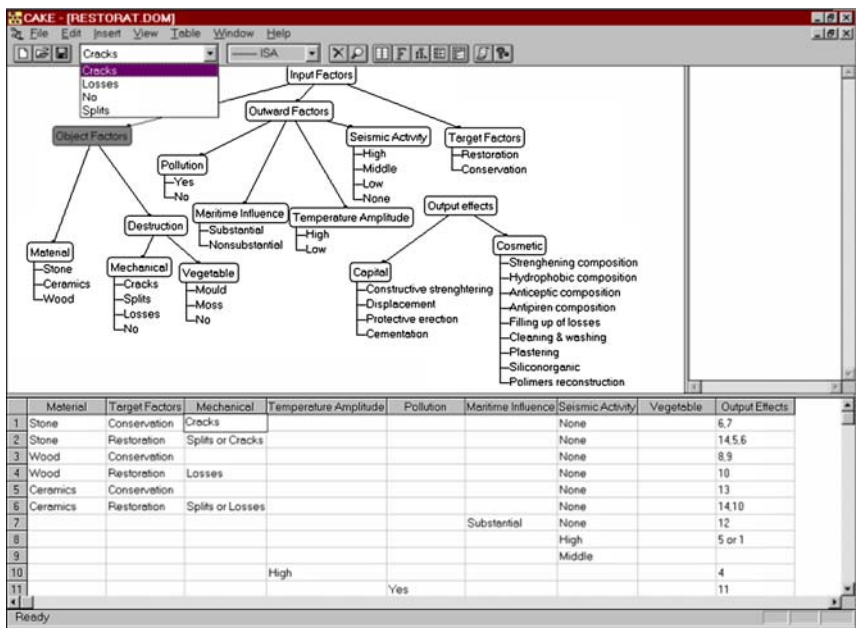 CAKE - [RESTORAT.DOM]
File Edit Insert View Table Window Help
Cracks ISA
Cracks
Losses
No
Splits
Input Factors
Outward Factors
Object Factors
Seismic Activity
High
Middle
Low
None
Target Factors
Restoration
Conservation
Pollution
Yes
No
Maritime Influence
Substantial
Nonsubstantial
Temperature Amplitude
High
Low
Output effects
Destruction
Material
Stone
Ceramics
Wood
Mechanical
Cracks
Splits
Losses
No
Vegetable
Mould
Moss
No
Capital
Constructive strenghtering
Displacement
Protective erection
Cementation
Cosmetic
Strenghening composition
Hydrophobic composition
Anticeptic composition
Antipiren composition
Filling up of losses
Cleaning & washing
Plastering
Siliconorganic
Polimers reconstruction
Material Target Factors Mechanical Temperature Amplitude Pollution Maritime Influence Seismic Activity Vegetable Output Effects
1 Stone Conservation Cracks None 6,7
2 Stone Restoration Splits or Cracks None 14,5,6
3 Wood Conservation None 8,9
4 Wood Restoration Losses None 10
5 Ceramics Conservation None 13
6 Ceramics Restoration Splits or Losses None 14,10
7 Substantial None 12
8 High 5 or 1
9 Middle
10 High 4
11 Yes 11
Ready